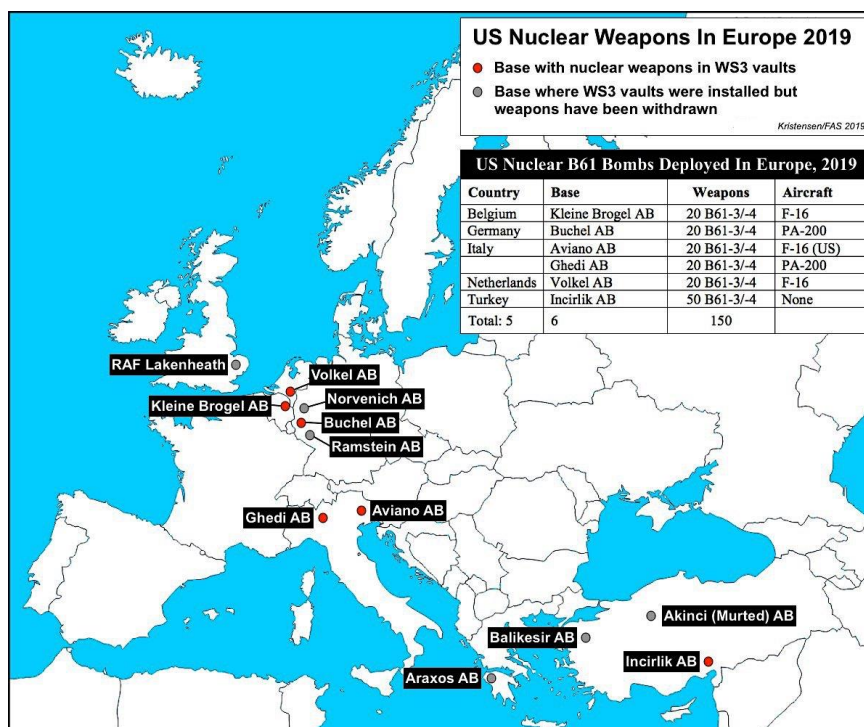 US Nuclear Weapons In Europe 2019
Base with nuclear weapons in WS3 vaults
Base where WS3 vaults were installed but
weapons have been withdrawn
Kristensen/FAS 2019
US Nuclear B61 Bombs Deployed In Europe, 2019
Country Base Weapons Aircraft
Belgium Kleine Brogel AB 20 B61-3/-4 F-16
Germany Buchel AB 20 B61-3/-4 PA-200
Italy Aviano AB 20 B61-3/-4 F-16 (US)
Ghedi AB 20 B61-3/-4 PA-200
Netherlands Volkel AB 20 B61-3/-4 F-16
Turkey Incirlik AB 50 B61-3/-4 None
Total: 5 6 150
RAF Lakenheath
Volkel AB
Kleine Brogel AB
Norvenich AB
Buchel AB
Ramstein AB
Ghedi AB
Aviano AB
Akinci (Murted) AB
Balikesir AB
Incirlik AB
Araxos AB